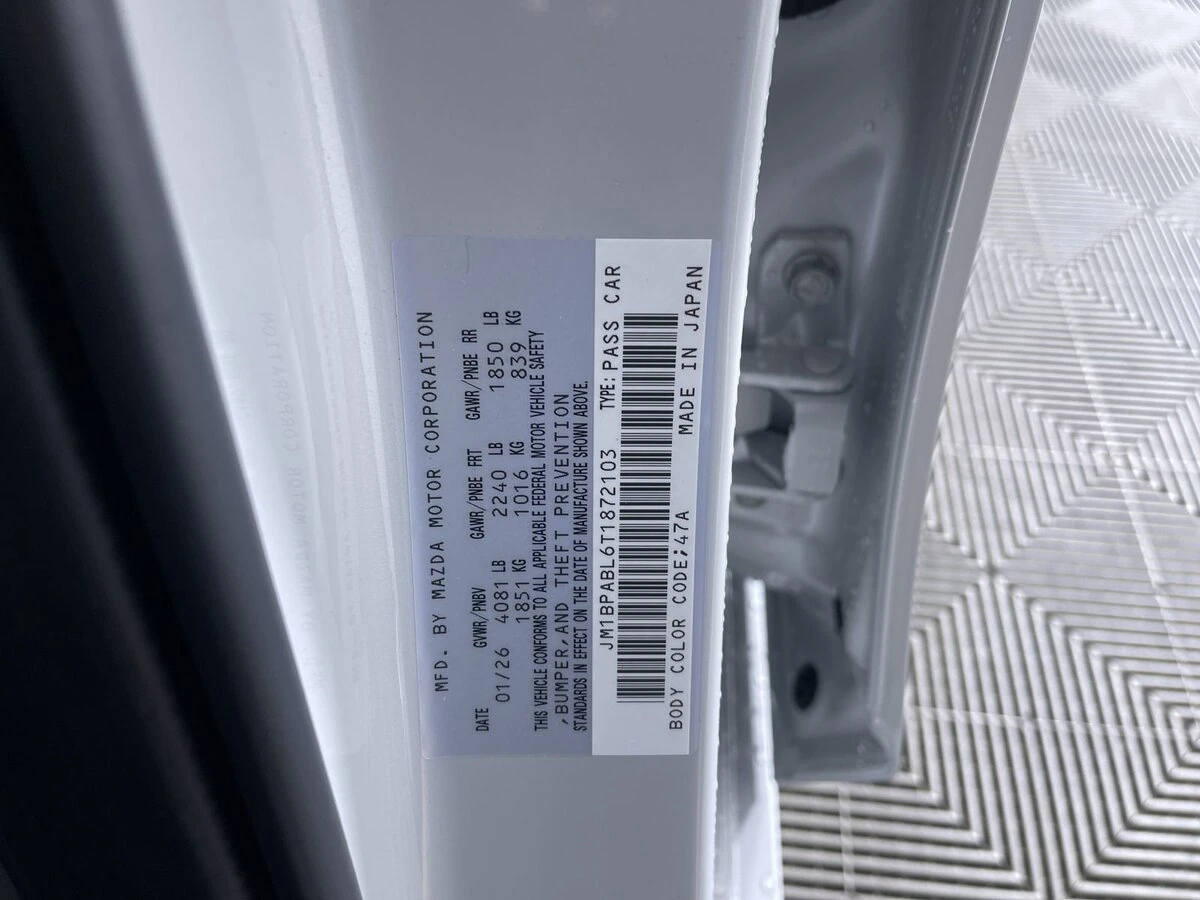 MFD. BY MAZDA MOTOR CORPORATION
DATE GVWR/PNBV GAWR/PNBE FRT GAWR/PNBE RR
01/26 4081 LB 2240 LB 1850 LB
1851 KG 1016 KG 839 KG
THIS VEHICLE CONFORMS TO ALL APPLICABLE FEDERAL MOTOR VEHICLE SAFETY
,BUMPER,AND THEFT PREVENTION
STANDARDS IN EFFECT ON THE DATE OF MANUFACTURE SHOWN ABOVE.
JM1BPABL6T1872103 TYPE:PASS CAR
BODY COLOR CODE;47A MADE IN JAPAN